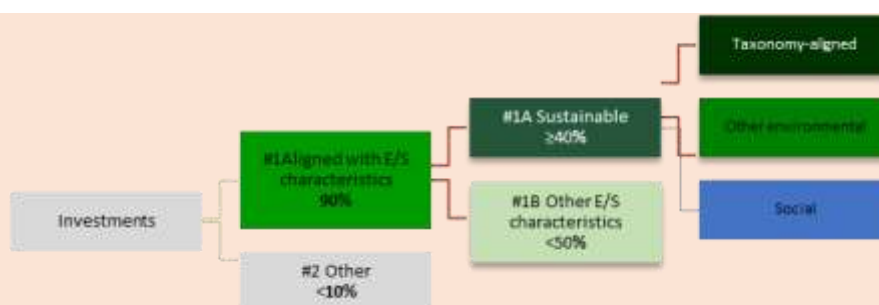 Taxonomy-aligned
#1A Sustainable
≥40%
Other environmental
#1Aligned with E/S
characteristics
90%
#1B Other E/S
characteristics
<50%
Social
Investments
#2 Other
<10%